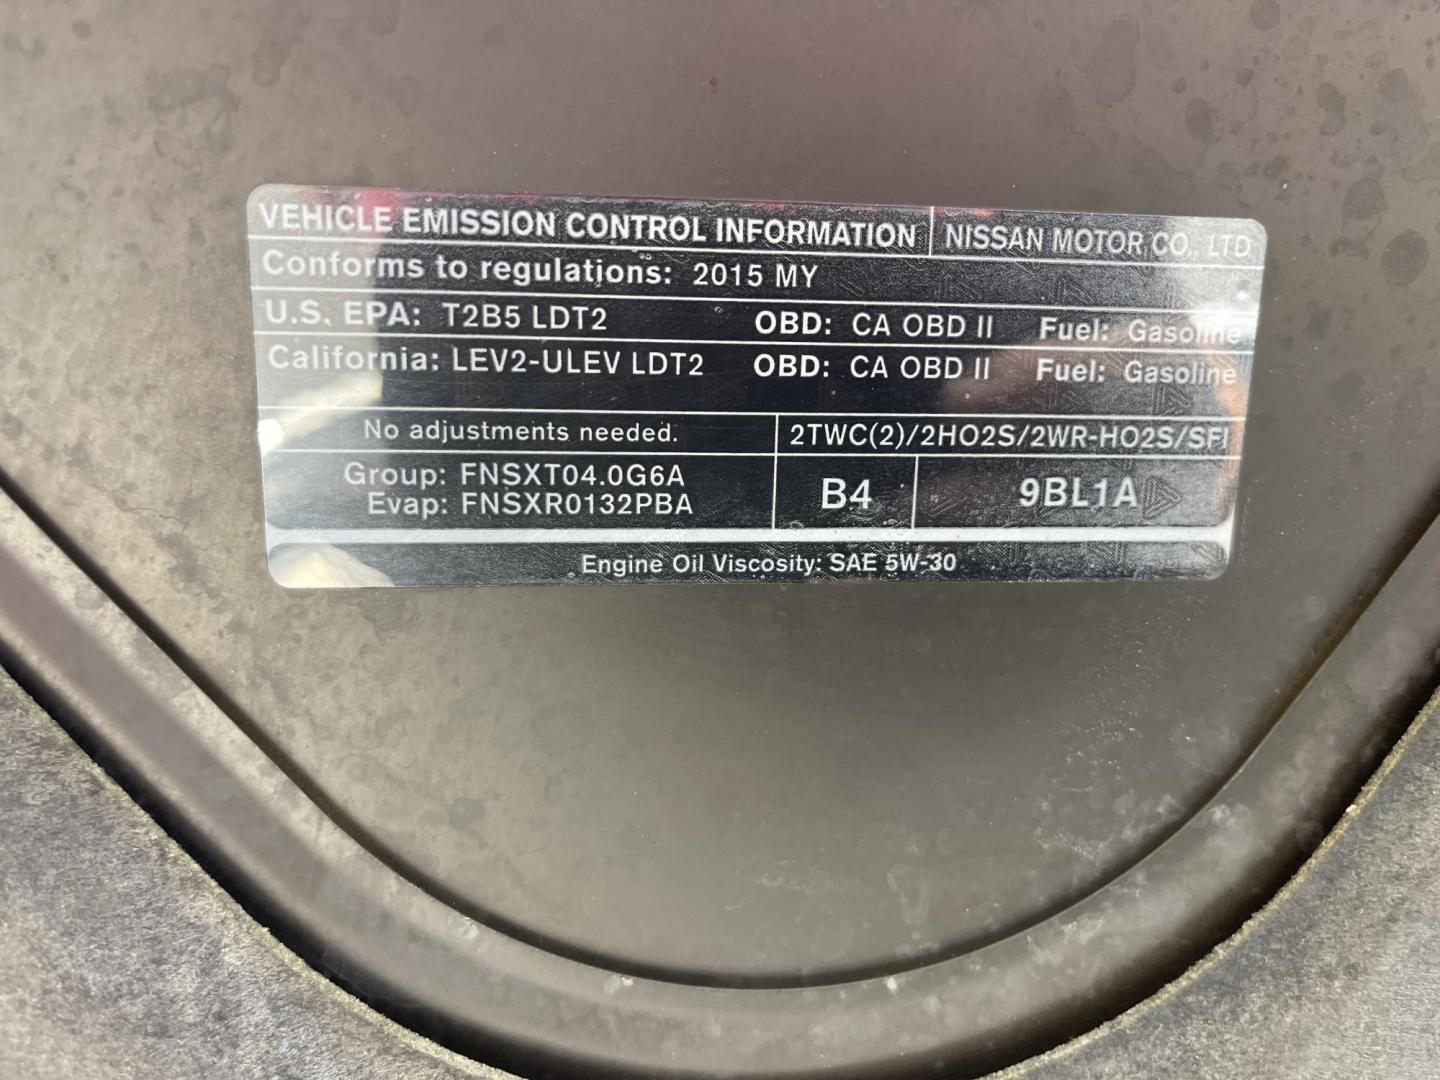 VEHICLE EMISSION CONTROL INFORMATION NISSAN MOTOR CO., LTD
Conforms to regulations: 2015 MY
U.S. EPA: T2B5 LDT2 OBD: CA OBD II Fuel: Gasoline
California: LEV2-ULEV LDT2 OBD: CA OBD II Fuel: Gasoline
No adjustments needed. 2TWC(2)/2HO2S/2WR-HO2S/SFI
Group: FNSXT04.0G6A
Evap: FNSXR0132PBA
B4 9BL1A
Engine Oil Viscosity: SAE 5W-30